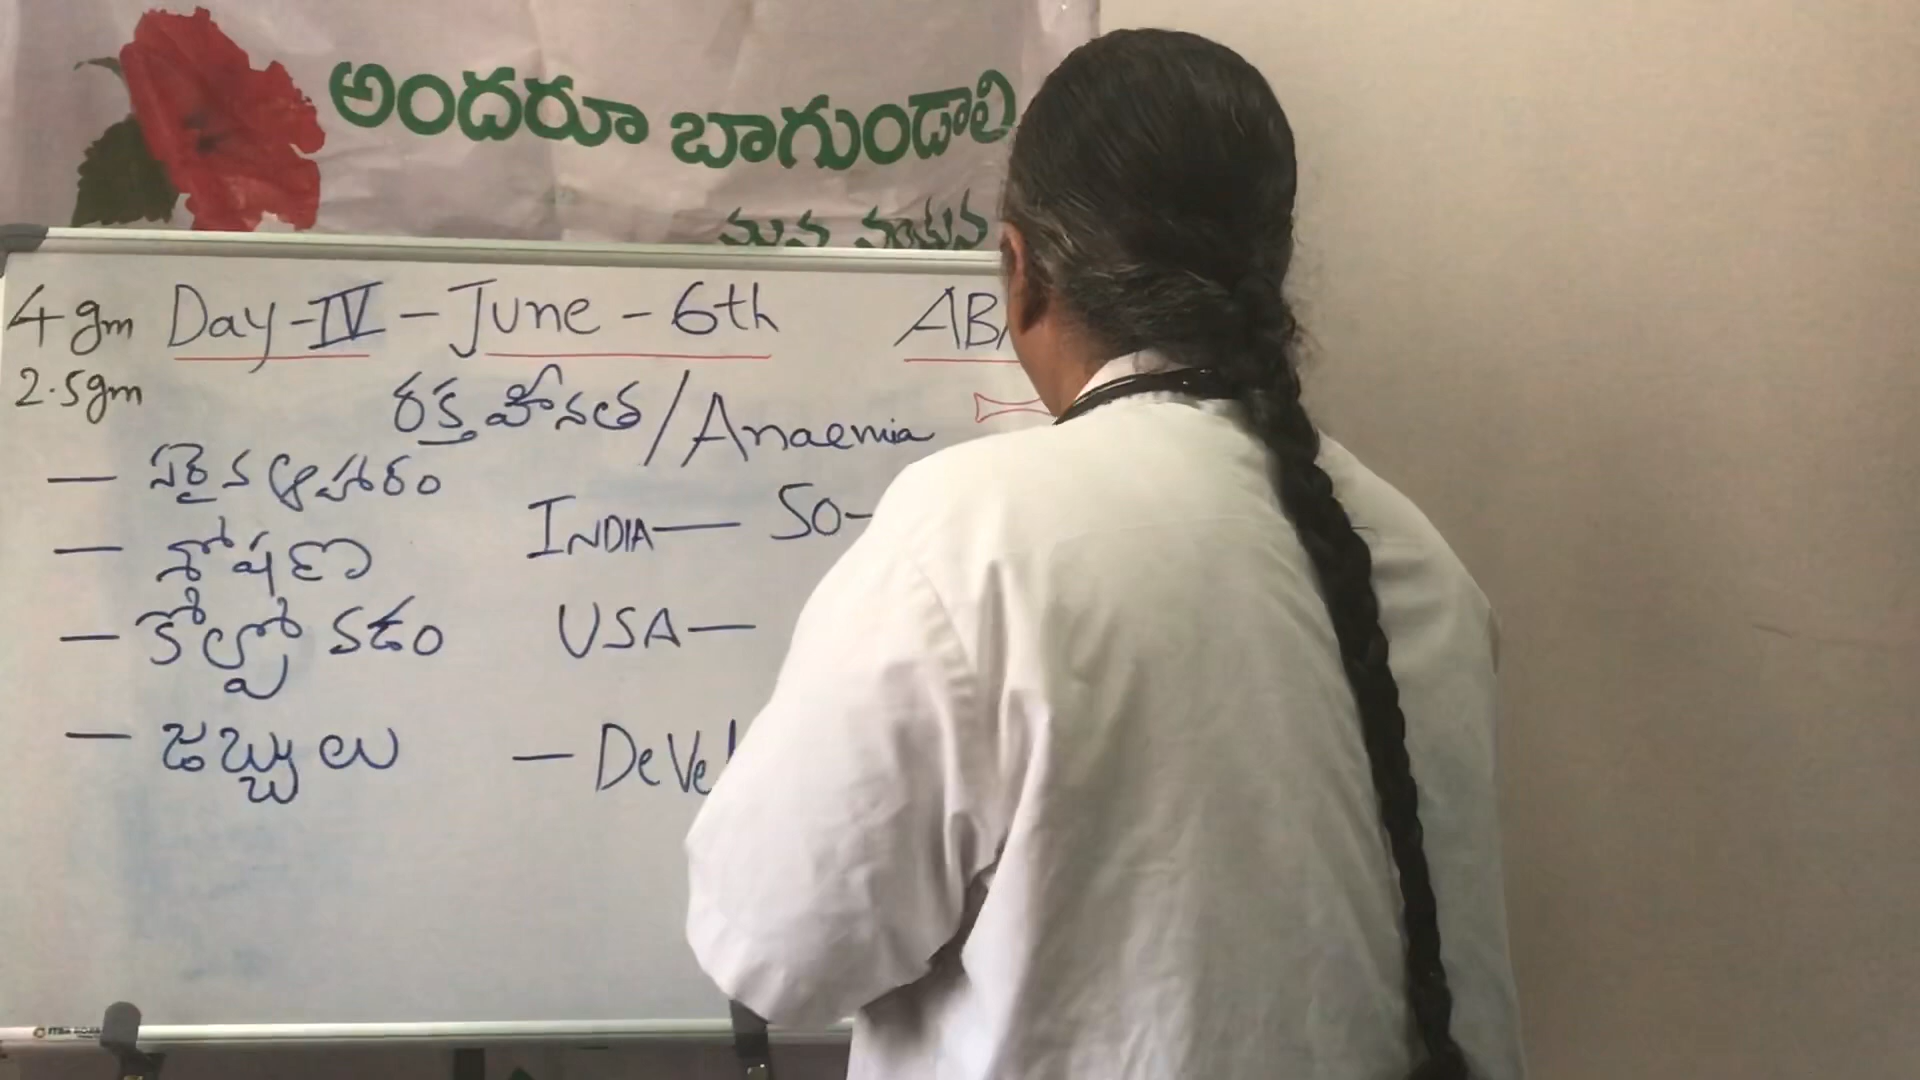 అందరూ బాగుండాలి
మన
4 gm Day - IV - June - 6th
2.5gm
రక్త హీనత / Anaemia
— సరైన ఆహారం
INDIA — 50-
— శోషణ
— కోల్పోవడం
USA —
— జబ్బులు